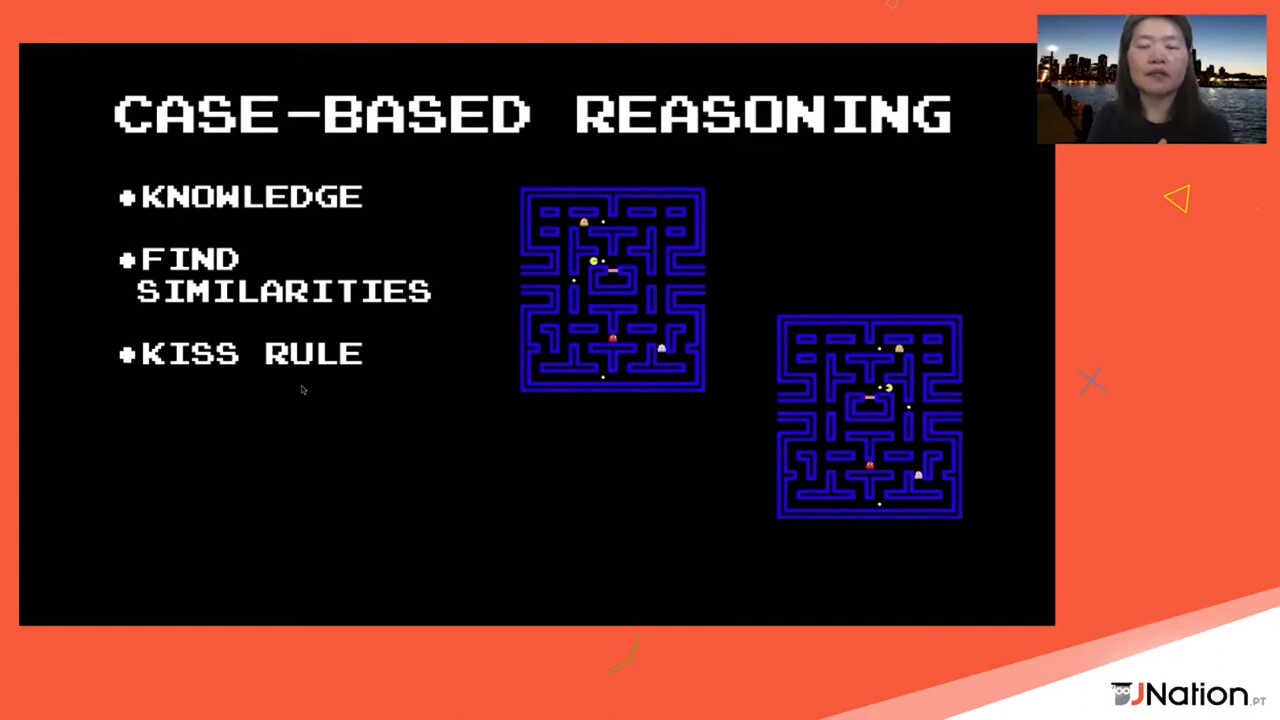 CASE-BASED REASONING
•KNOWLEDGE
•FIND
SIMILARITIES
•KISS RULE
JNation.PT